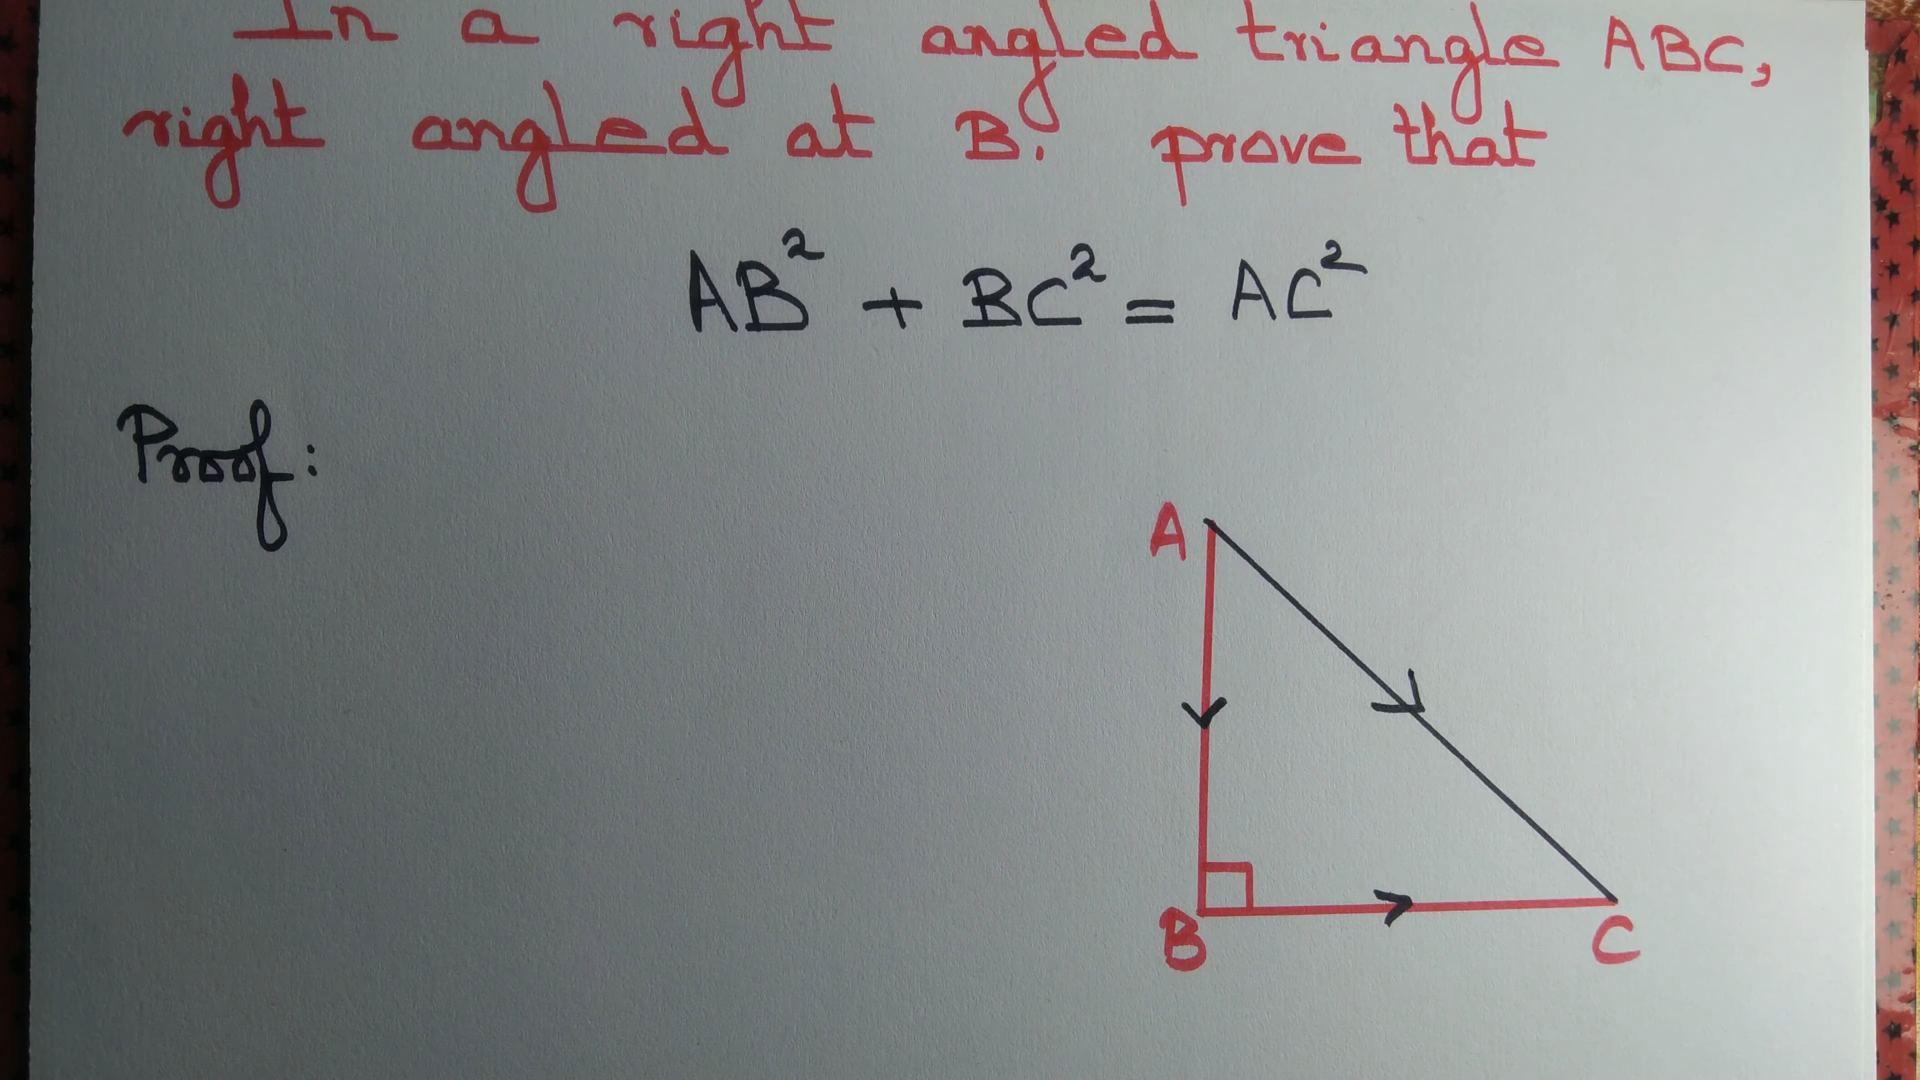 In a right angled triangle ABC,
right angled at B. prove that
AB² + BC² = AC²
Proof:
A
B
C